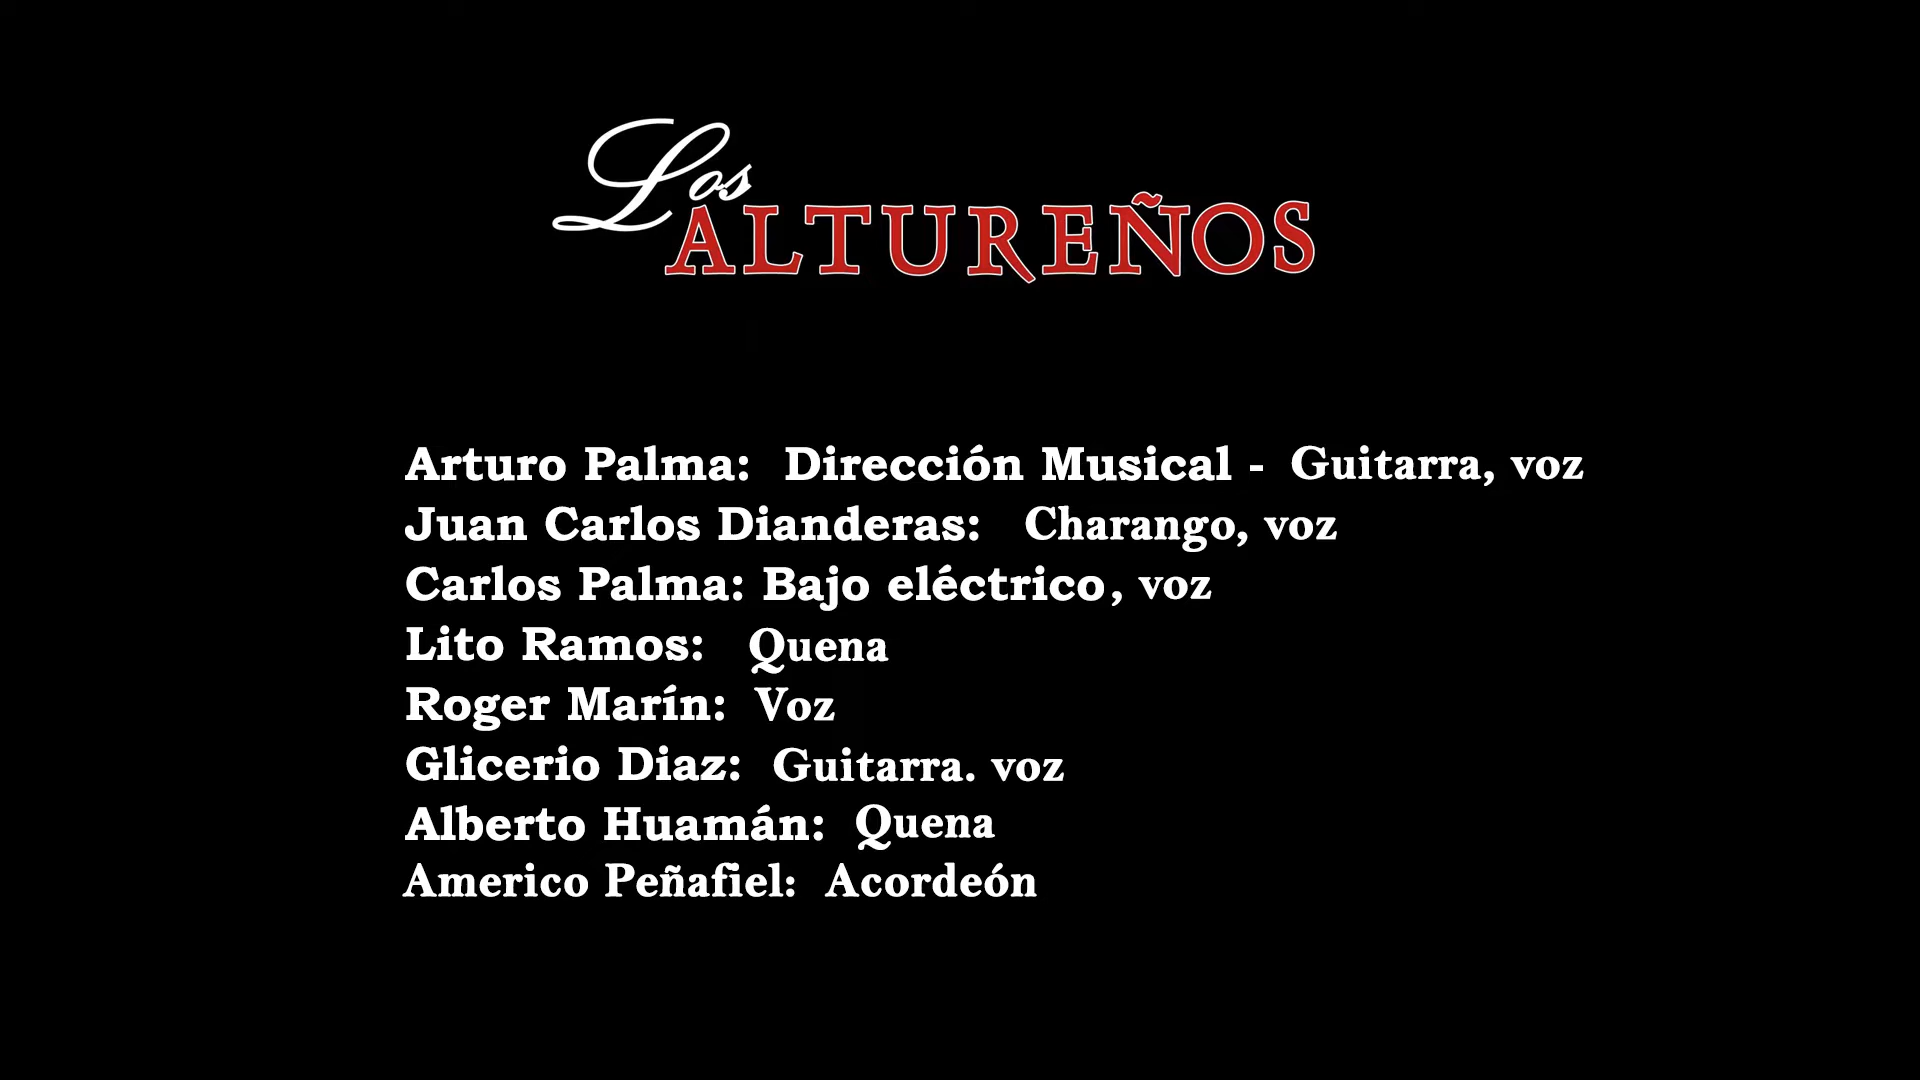 Los
ALTUREÑOS
Arturo Palma: Dirección Musical - Guitarra, voz
Juan Carlos Dianderas: Charango, voz
Carlos Palma: Bajo eléctrico, voz
Lito Ramos: Quena
Roger Marín: Voz
Glicerio Diaz: Guitarra. voz
Alberto Huamán: Quena
Americo Peñafiel: Acordeón